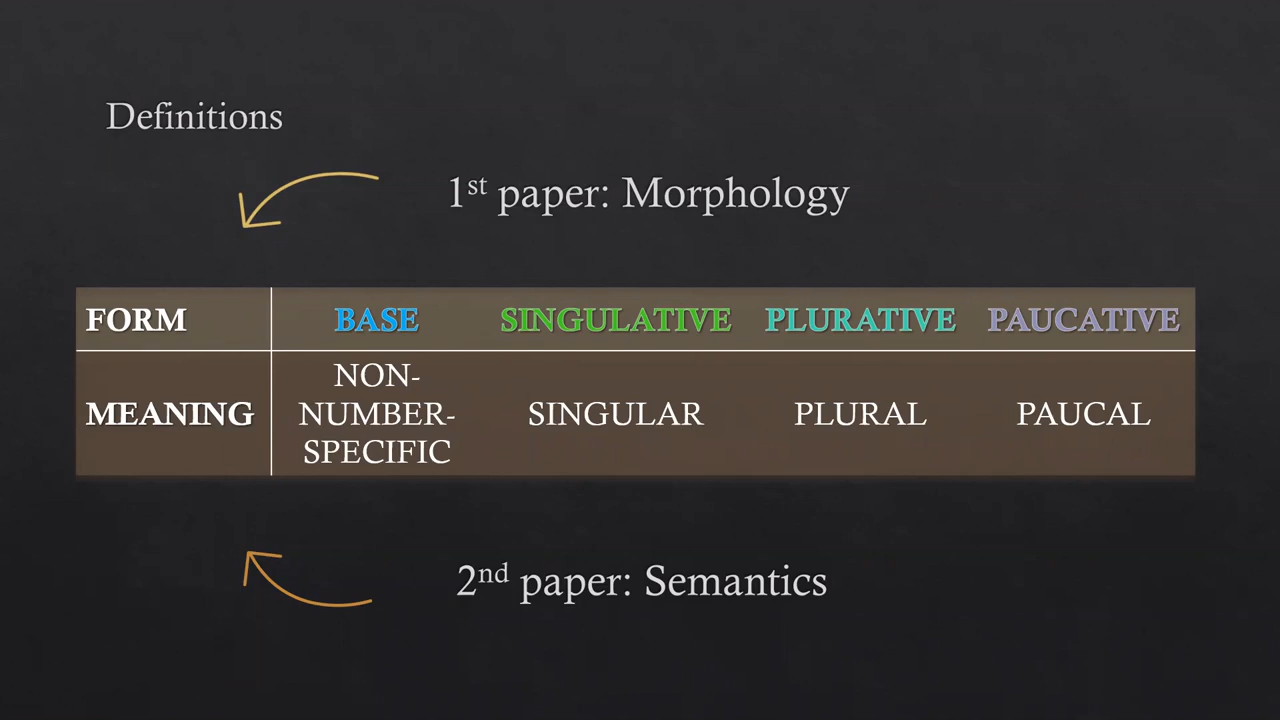 Definitions
1st paper: Morphology
FORM BASE SINGULATIVE PLURATIVE PAUCATIVE
MEANING NON-
NUMBER-
SPECIFIC SINGULAR PLURAL PAUCAL
2nd paper: Semantics